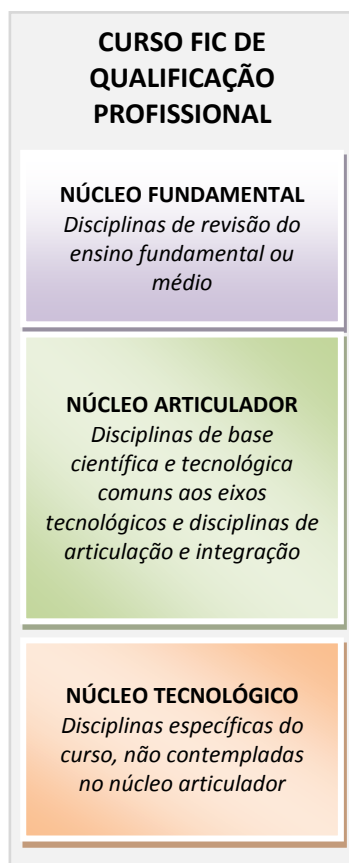 CURSO FIC DE
QUALIFICAÇÃO
PROFISSIONAL
NÚCLEO FUNDAMENTAL
Disciplinas de revisão do
ensino fundamental ou
médio
NÚCLEO ARTICULADOR
Disciplinas de base
científica e tecnológica
comuns aos eixos
tecnológicos e disciplinas de
articulação e integração
NÚCLEO TECNOLÓGICO
Disciplinas específicas do
curso, não contempladas
no núcleo articulador